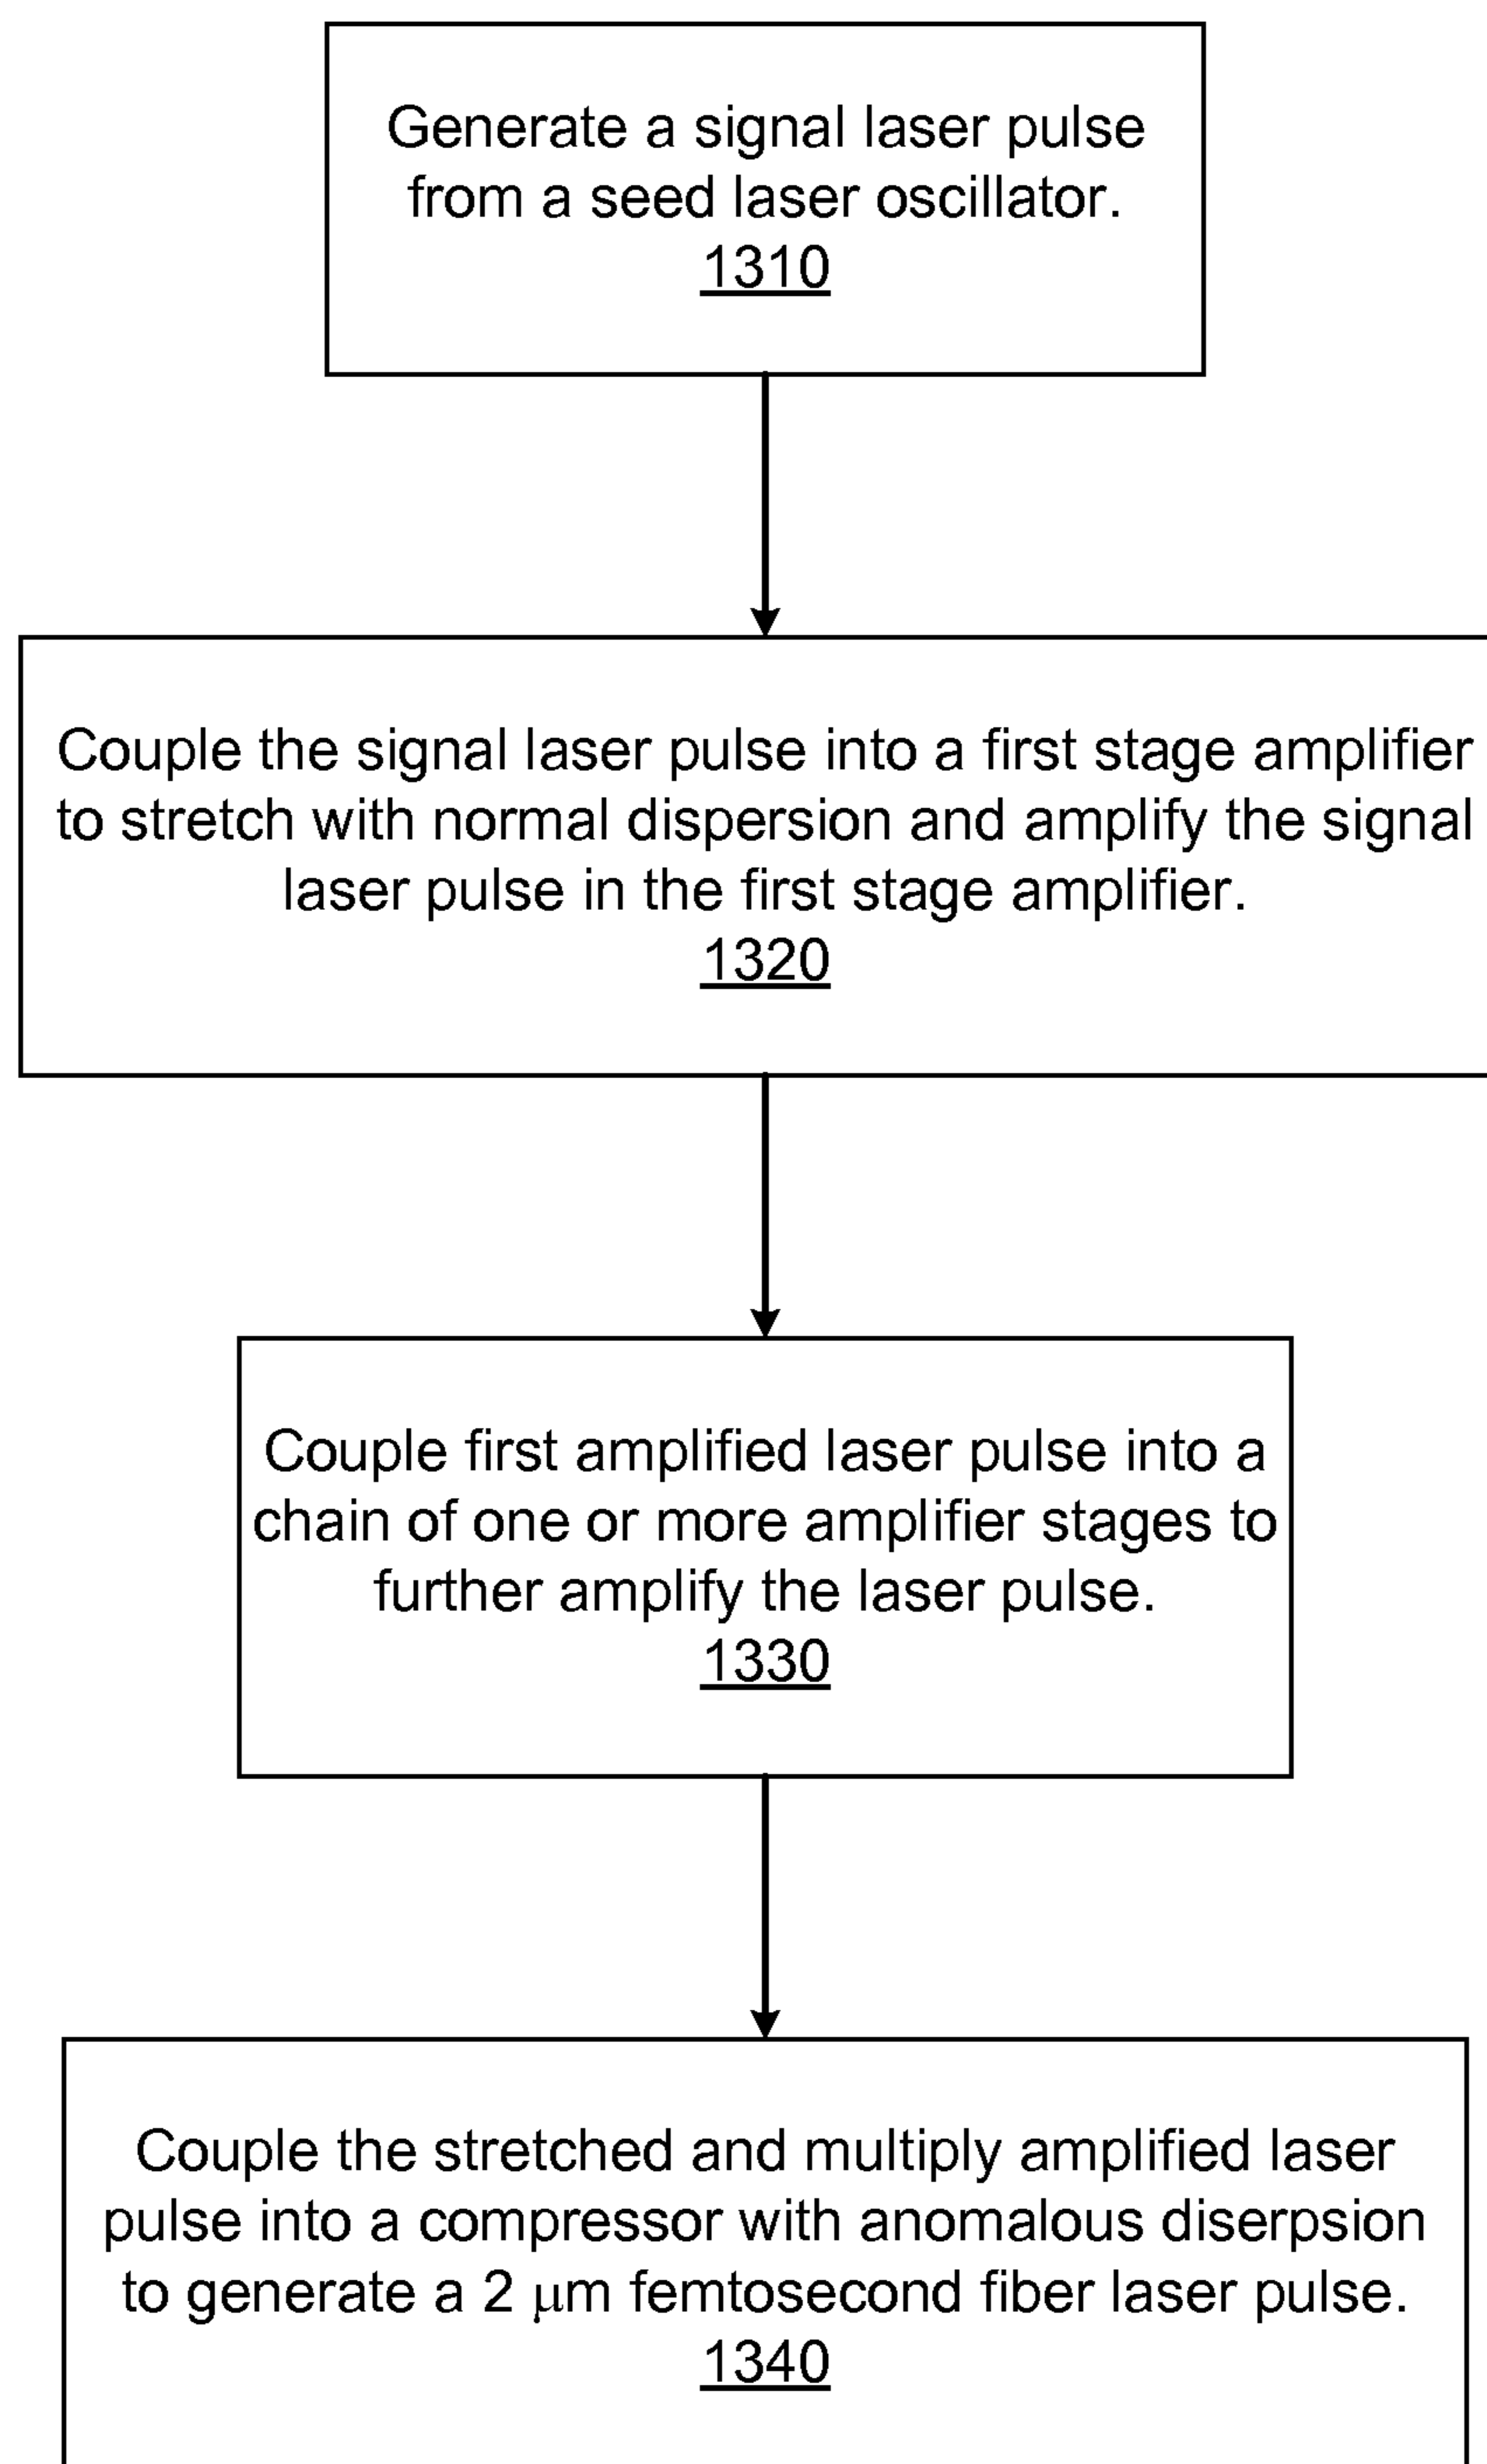 Generate a signal laser pulse
from a seed laser oscillator.
1310
Couple the signal laser pulse into a first stage amplifier
to stretch with normal dispersion and amplify the signal
laser pulse in the first stage amplifier.
1320
Couple first amplified laser pulse into a
chain of one or more amplifier stages to
further amplify the laser pulse.
1330
Couple the stretched and multiply amplified laser
pulse into a compressor with anomalous diserpsion
to generate a 2 μm femtosecond fiber laser pulse.
1340